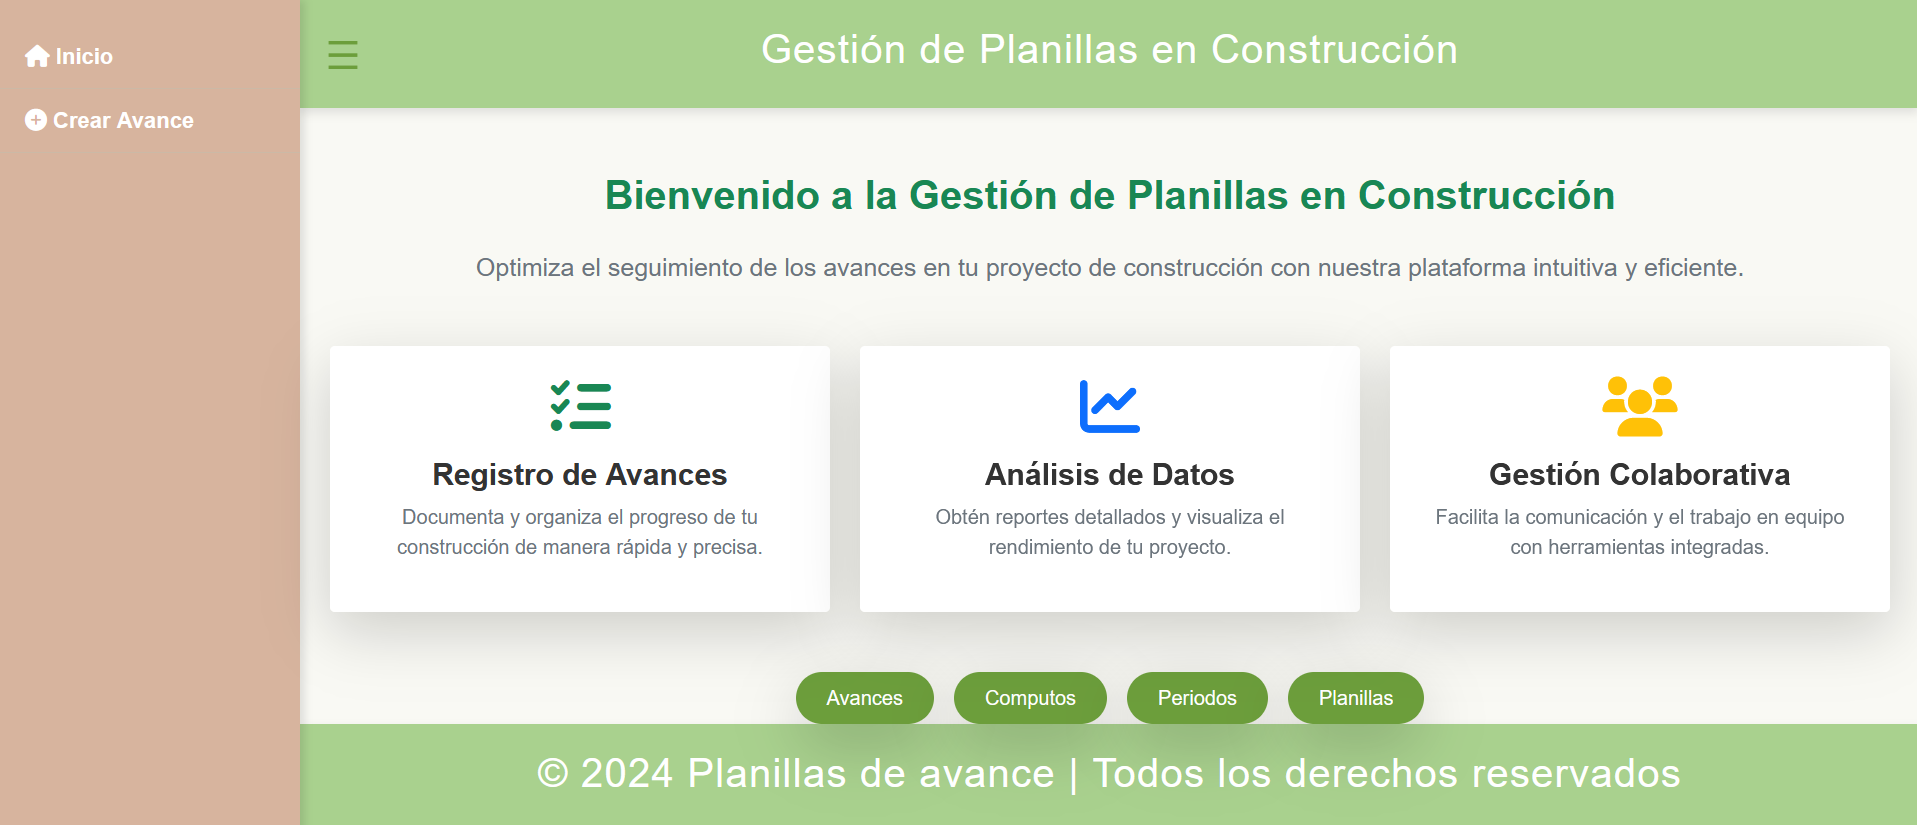 Inicio
Crear Avance
Gestión de Planillas en Construcción
Bienvenido a la Gestión de Planillas en Construcción
Optimiza el seguimiento de los avances en tu proyecto de construcción con nuestra plataforma intuitiva y eficiente.
Registro de Avances
Documenta y organiza el progreso de tu
construcción de manera rápida y precisa.
Análisis de Datos
Obtén reportes detallados y visualiza el
rendimiento de tu proyecto.
Gestión Colaborativa
Facilita la comunicación y el trabajo en equipo
con herramientas integradas.
Avances
Computos
Periodos
Planillas
© 2024 Planillas de avance | Todos los derechos reservados